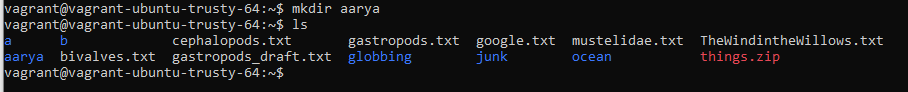 vagrant@vagrant-ubuntu-trusty-64:~$ mkdir aarya
vagrant@vagrant-ubuntu-trusty-64:~$ ls
a      b             cephalopods.txt       gastropods.txt  google.txt  mustelidae.txt  TheWindintheWillows.txt
aarya  bivalves.txt  gastropods_draft.txt  globbing        junk        ocean           things.zip
vagrant@vagrant-ubuntu-trusty-64:~$